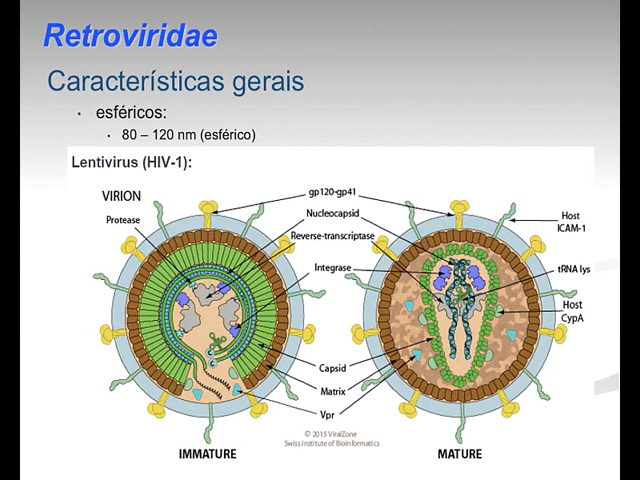 Retroviridae
Características gerais
• esféricos:
• 80 – 120 nm (esférico)
Lentivirus (HIV-1):
VIRION
gp120-gp41
Protease
Nucleocapsid
Host
ICAM-1
Reverse-transcriptase
Integrase
tRNA lys
Host
CypA
Capsid
Matrix
Vpr
© 2015 ViralZone
Swiss Institute of Bioinformatics
IMMATURE
MATURE